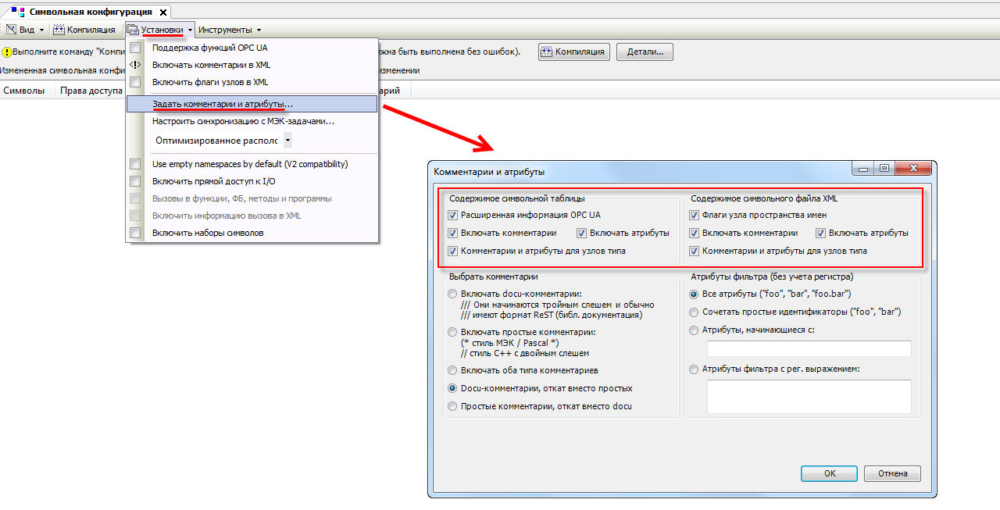 Символьная конфигурация
Вид
Компиляция
Установки
Инструменты
Выполните команду "Компи
лжна быть выполнена без ошибок).
Компиляция
Детали...
Измененная символьная конфи
изменении
Символы
Права доступа
арий
Поддержка функций OPC UA
Включать комментарии в XML
Включить флаги узлов в XML
Задать комментарии и атрибуты...
Настроить синхронизацию с МЭК-задачами...
Оптимизированное располо
Use empty namespaces by default (V2 compatibility)
Включить прямой доступ к I/O
Вызовы в функции, ФБ, методы и программы
Включить информацию вызова в XML
Включить наборы символов
Комментарии и атрибуты
Содержимое символьной таблицы
Расширенная информация OPC UA
Включать комментарии
Включать атрибуты
Комментарии и атрибуты для узлов типа
Содержимое символьного файла XML
Флаги узла пространства имен
Включать комментарии
Включать атрибуты
Комментарии и атрибуты для узлов типа
Выбрать комментарии
Включать docu-комментарии:
/// Они начинаются тройным слешем и обычно
/// имеют формат ReST (библ. документация)
Включать простые комментарии:
(* стиль МЭК / Pascal *)
// стиль C++ с двойным слешем
Включать оба типа комментариев
Docu-комментарии, откат вместо простых
Простые комментарии, откат вместо docu
Атрибуты фильтра (без учета регистра)
Все атрибуты ("foo", "bar", "foo.bar")
Сочетать простые идентификаторы ("foo", "bar")
Атрибуты, начинающиеся с:
Атрибуты фильтра с рег. выражением:
OK
Отмена